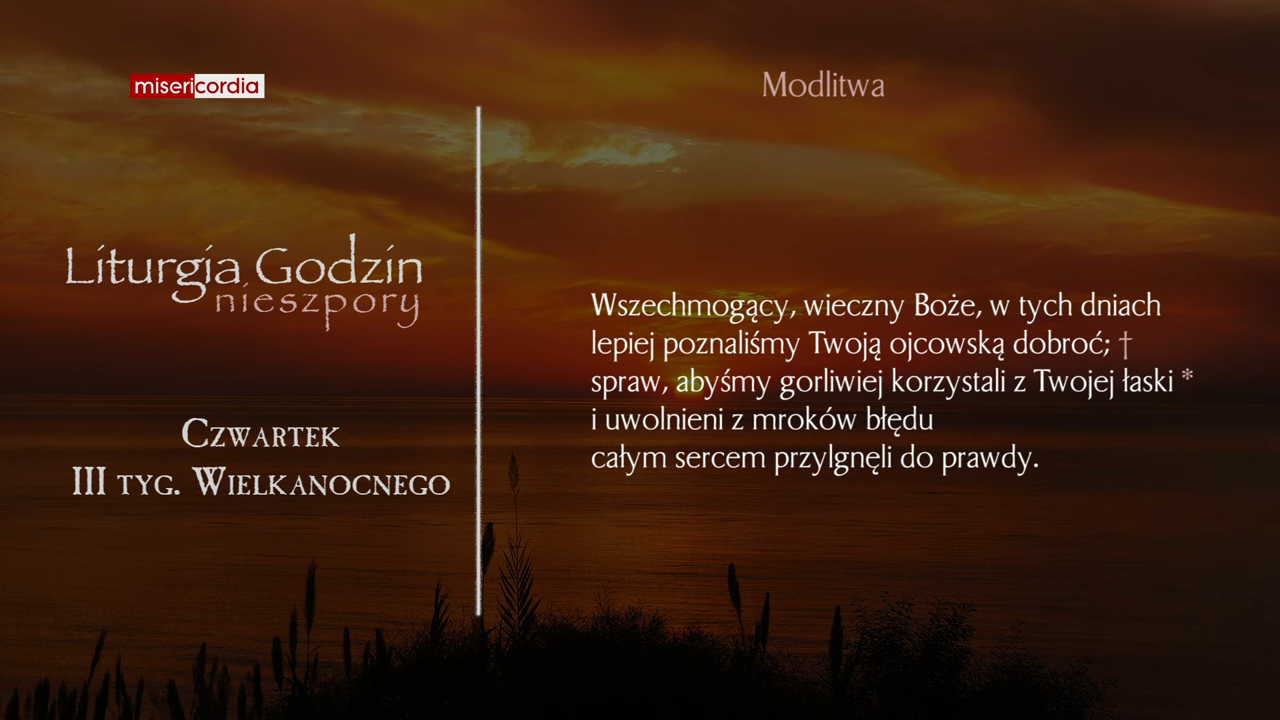 misericordia
Modlitwa
Liturgia Godzin
nieszpory
Czwartek
III tyg. Wielkanocnego
Wszechmogący, wieczny Boże, w tych dniach
lepiej poznaliśmy Twoją ojcowską dobroć; †
spraw, abyśmy gorliwiej korzystali z Twojej łaski *
i uwolnieni z mroków błędu
całym sercem przylgnęli do prawdy.